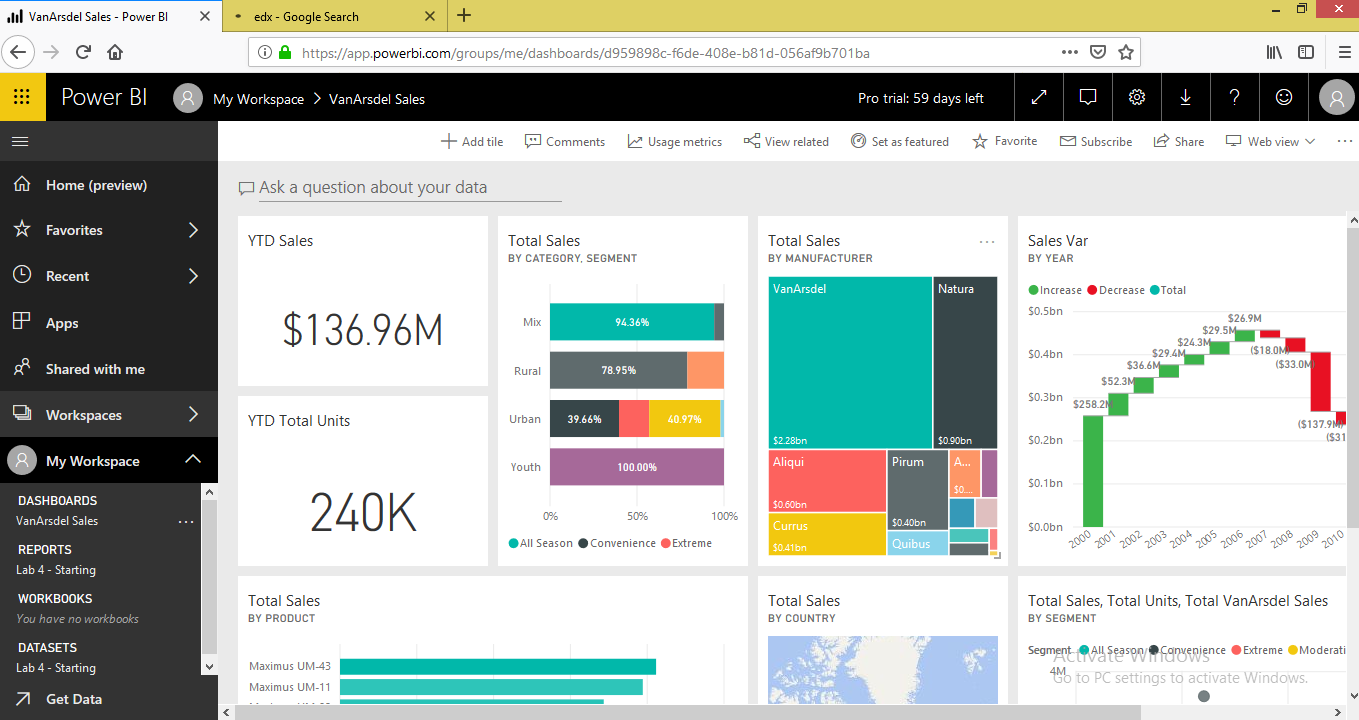 VanArsdel Sales - Power BI
edx - Google Search
https://app.powerbi.com/groups/me/dashboards/d959898c-f6de-408e-b81d-056af9b701ba
Power BI
My Workspace > VanArsdel Sales
Pro trial: 59 days left
Add tile
Comments
Usage metrics
View related
Set as featured
Favorite
Subscribe
Share
Web view
Home (preview)
Favorites
Recent
Apps
Shared with me
Workspaces
My Workspace
DASHBOARDS
VanArsdel Sales
REPORTS
Lab 4 - Starting
WORKBOOKS
You have no workbooks
DATASETS
Lab 4 - Starting
Get Data
Ask a question about your data
YTD Sales
$136.96M
YTD Total Units
240K
Total Sales
BY CATEGORY, SEGMENT
Mix
94.36%
Rural
78.95%
Urban
39.66%
40.97%
Youth
100.00%
0%
50%
100%
All Season
Convenience
Extreme
Total Sales
BY MANUFACTURER
VanArsdel
$2.28bn
Natura
$0.90bn
Aliqui
$0.60bn
Currus
$0.41bn
Pirum
$0.40bn
Quibus
A...
$0....
Sales Var
BY YEAR
Increase
Decrease
Total
$0.5bn
$0.4bn
$0.3bn
$0.2bn
$0.1bn
$0.0bn
$258.2M
$52.3M
$36.6M
$29.4M
$24.3M
$29.5M
$26.9M
($18.0M)
($33.0M)
($137.9M)
($31
2000
2001
2002
2003
2004
2005
2006
2007
2008
2009
2010
Total Sales
BY PRODUCT
Maximus UM-43
Maximus UM-11
Total Sales
BY COUNTRY
Total Sales, Total Units, Total VanArsdel Sales
BY SEGMENT
Segment
All Season
Convenience
Extreme
Moderati
4M
Activate Windows
Go to PC settings to activate Windows.